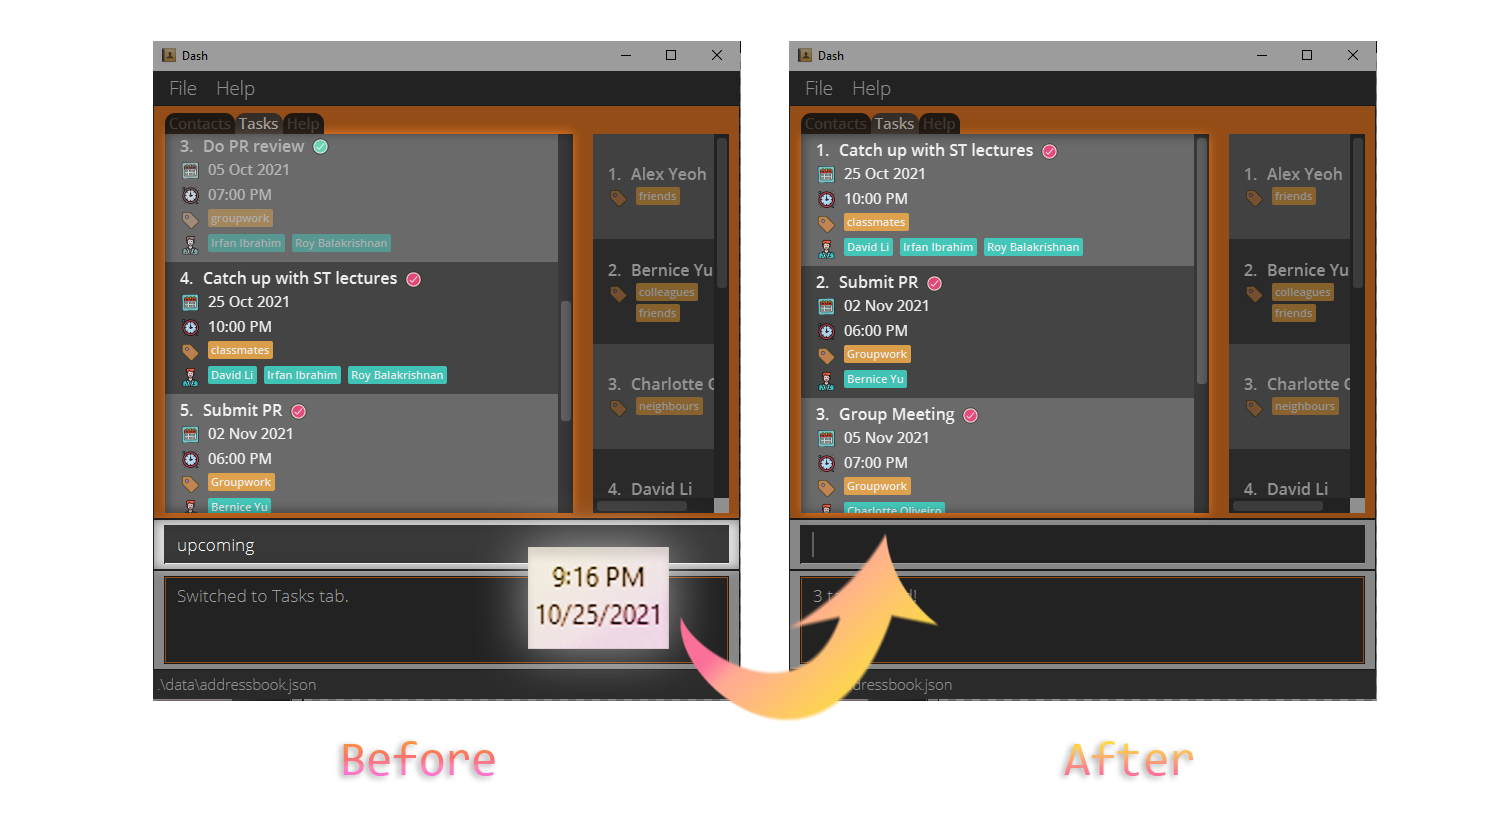 Dash
File Help
Contacts Tasks Help
3. Do PR review
05 Oct 2021
07:00 PM
groupwork
Irfan Ibrahim Roy Balakrishnan
4. Catch up with ST lectures
25 Oct 2021
10:00 PM
classmates
David Li Irfan Ibrahim Roy Balakrishnan
5. Submit PR
02 Nov 2021
06:00 PM
Groupwork
Bernice Yu
1. Alex Yeoh
friends
2. Bernice Yu
colleagues
friends
3. Charlotte
neighbours
4. David Li
upcoming
Switched to Tasks tab.
9:16 PM
10/25/2021
.\data\addressbook.json
Before
Dash
File Help
Contacts Tasks Help
1. Catch up with ST lectures
25 Oct 2021
10:00 PM
classmates
David Li Irfan Ibrahim Roy Balakrishnan
2. Submit PR
02 Nov 2021
06:00 PM
Groupwork
Bernice Yu
3. Group Meeting
05 Nov 2021
07:00 PM
Groupwork
Charlotte Oliveiro
1. Alex Yeoh
friends
2. Bernice Yu
colleagues
friends
3. Charlotte
neighbours
4. David Li
3
dressbook.json
After